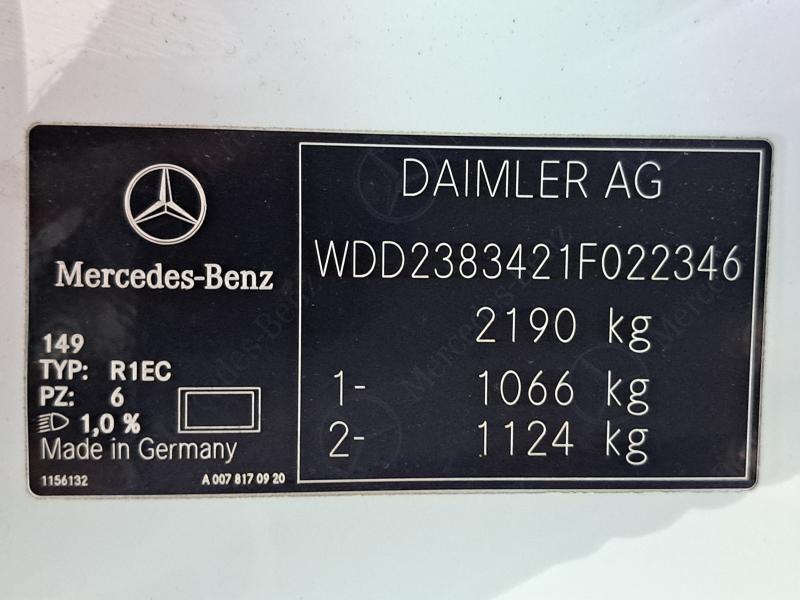 Mercedes-Benz
149
TYP: R1EC
PZ: 6
1,0 %
Made in Germany
1156132 A 007 817 09 20
DAIMLER AG
WDD2383421F022346
2190 kg
1- 1066 kg
2- 1124 kg